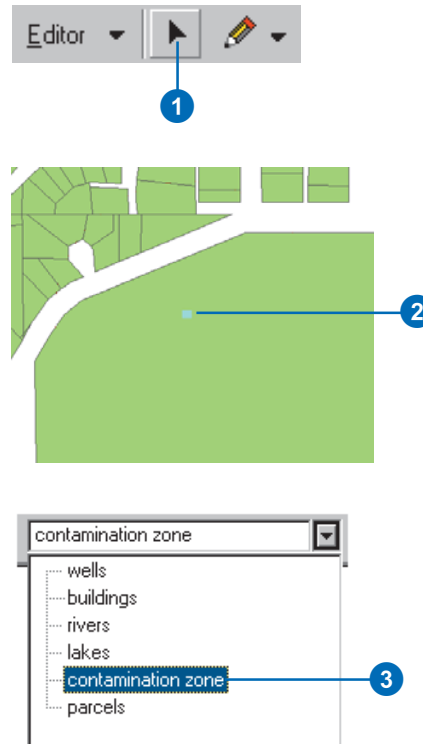 Editor
1
2
contamination zone
wells
buildings
rivers
lakes
contamination zone
3
parcels